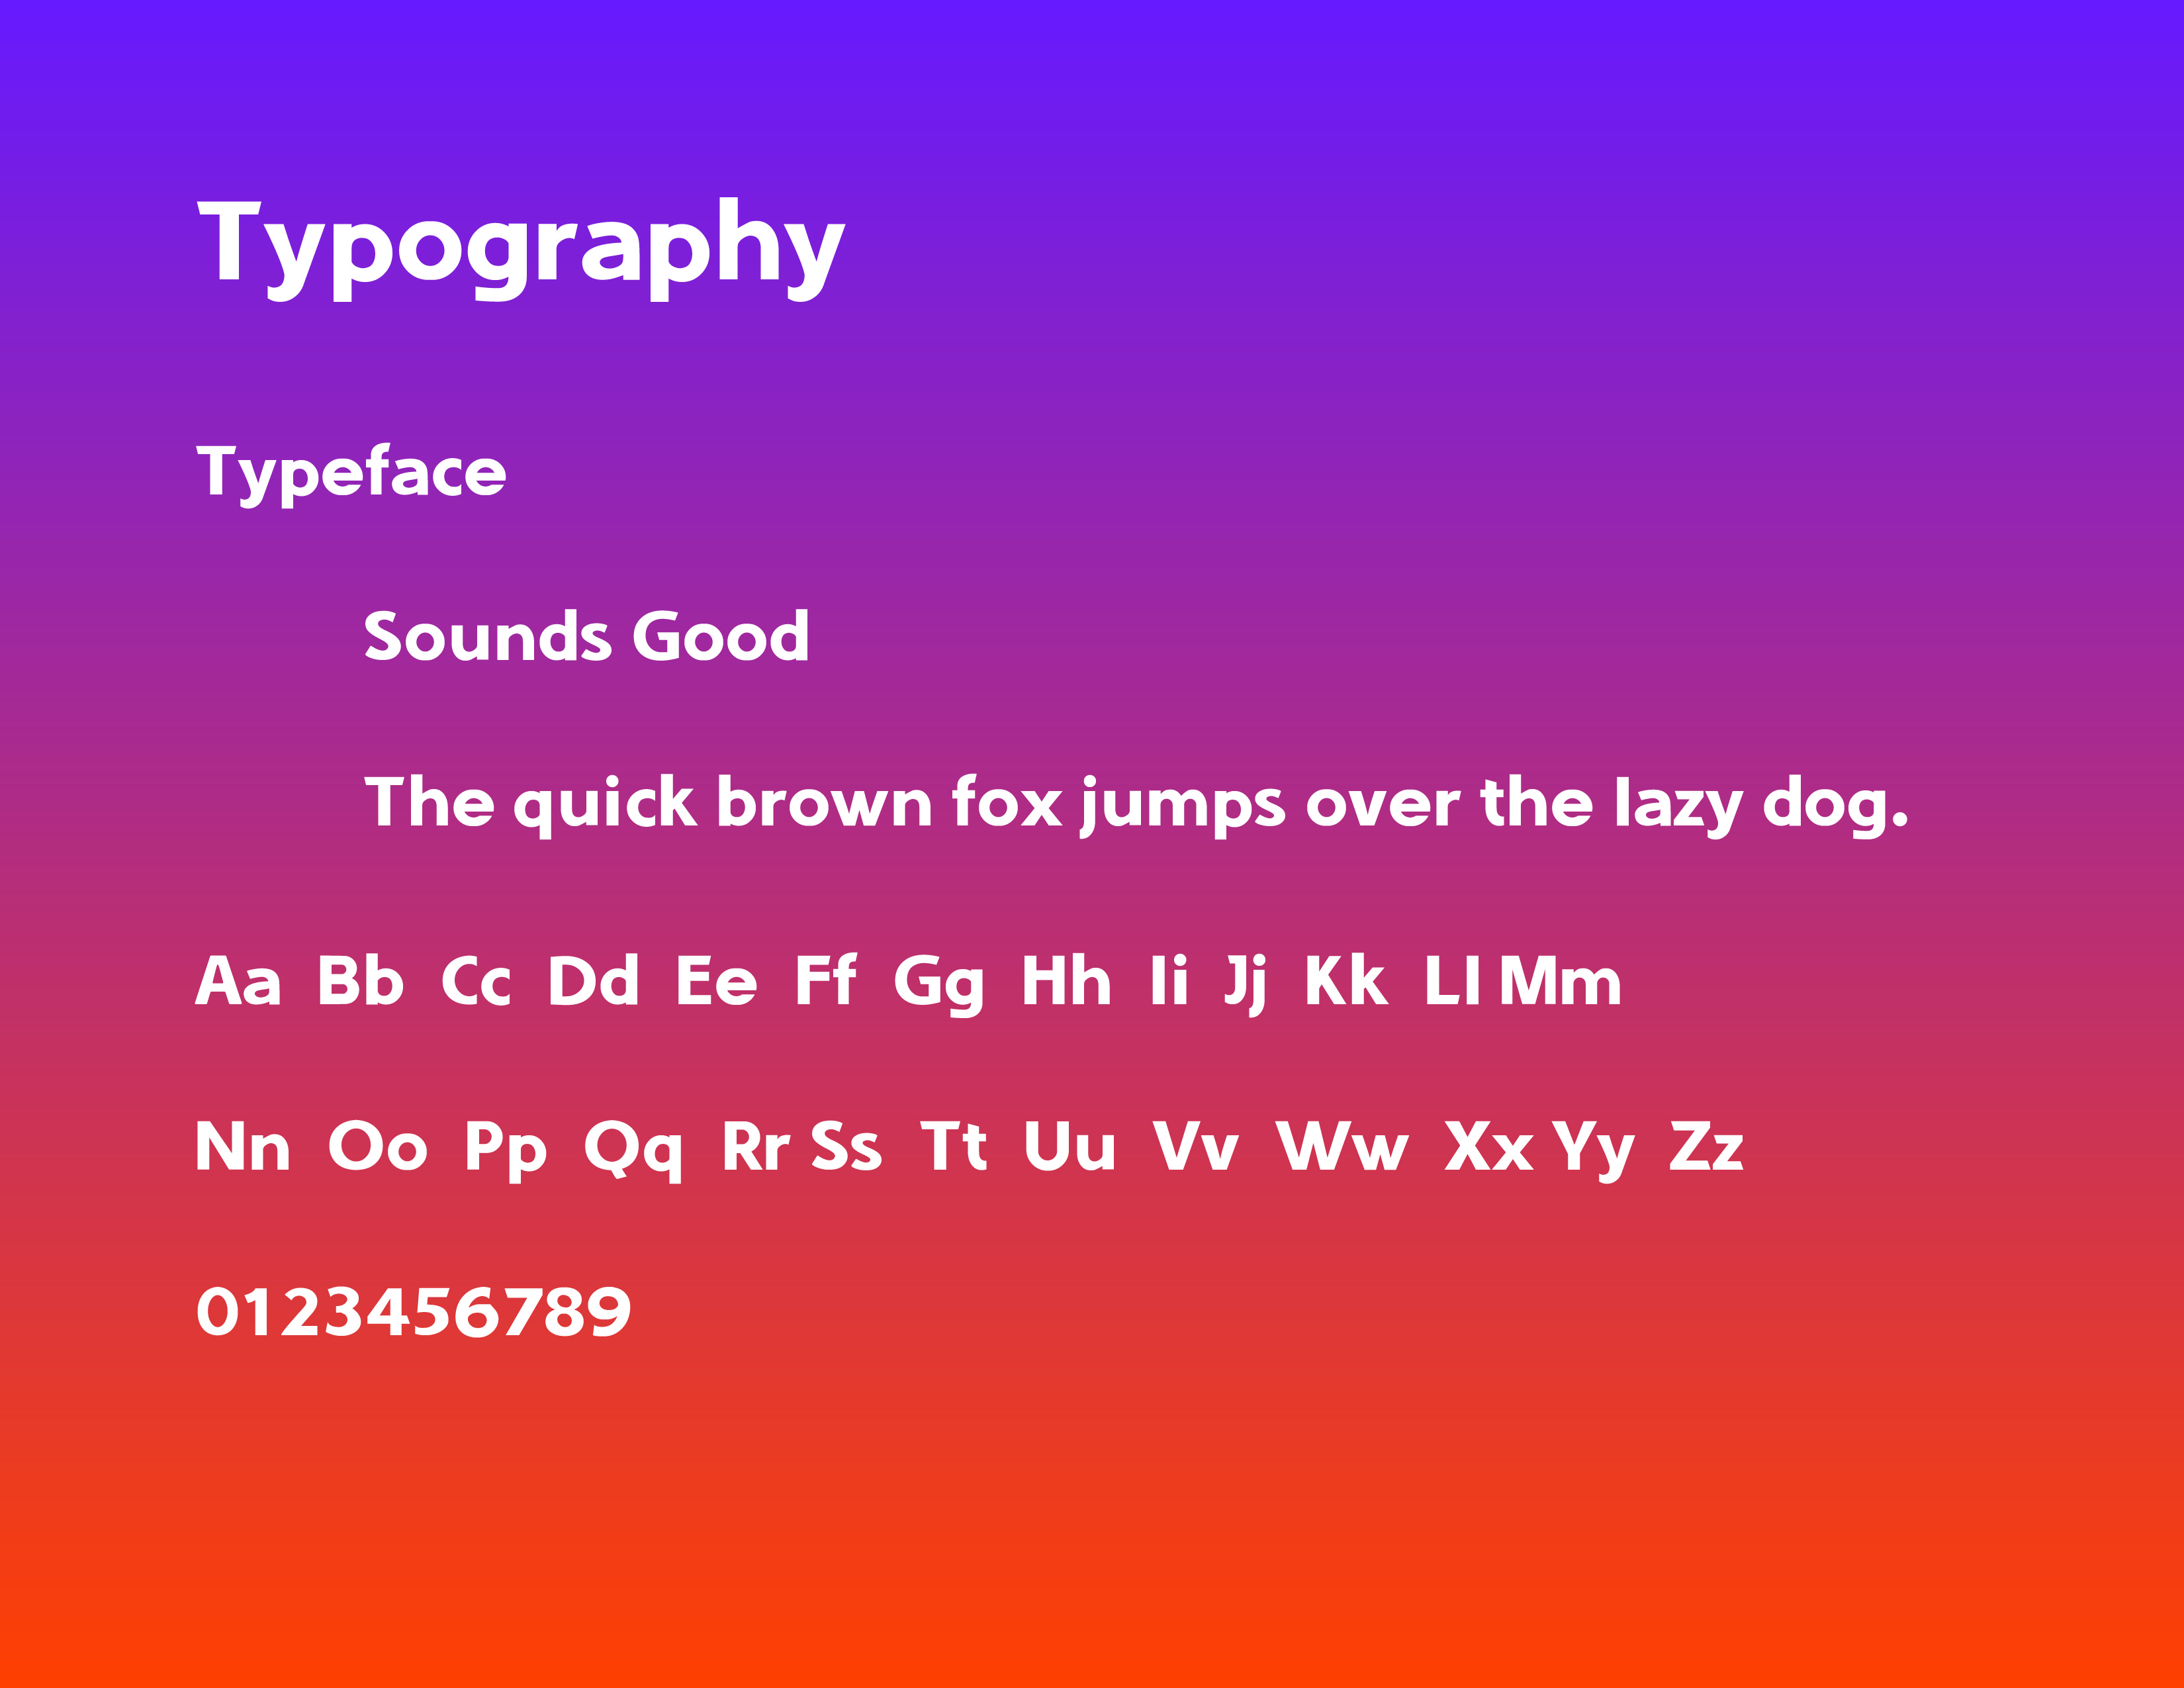 Typography
Typeface
Sounds Good
The quick brown fox jumps over the lazy dog.
Aa Bb Cc Dd Ee Ff Gg Hh Ii Jj Kk Ll Mm
Nn Oo Pp Qq Rr Ss Tt Uu Vv Ww Xx Yy Zz
0123456789